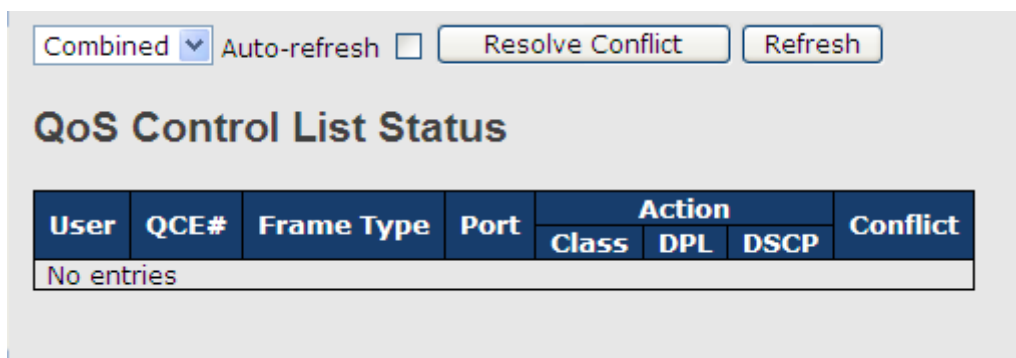 Combined Auto-refresh Resolve Conflict Refresh
QoS Control List Status
User QCE# Frame Type Port Action Conflict
Class DPL DSCP
No entries